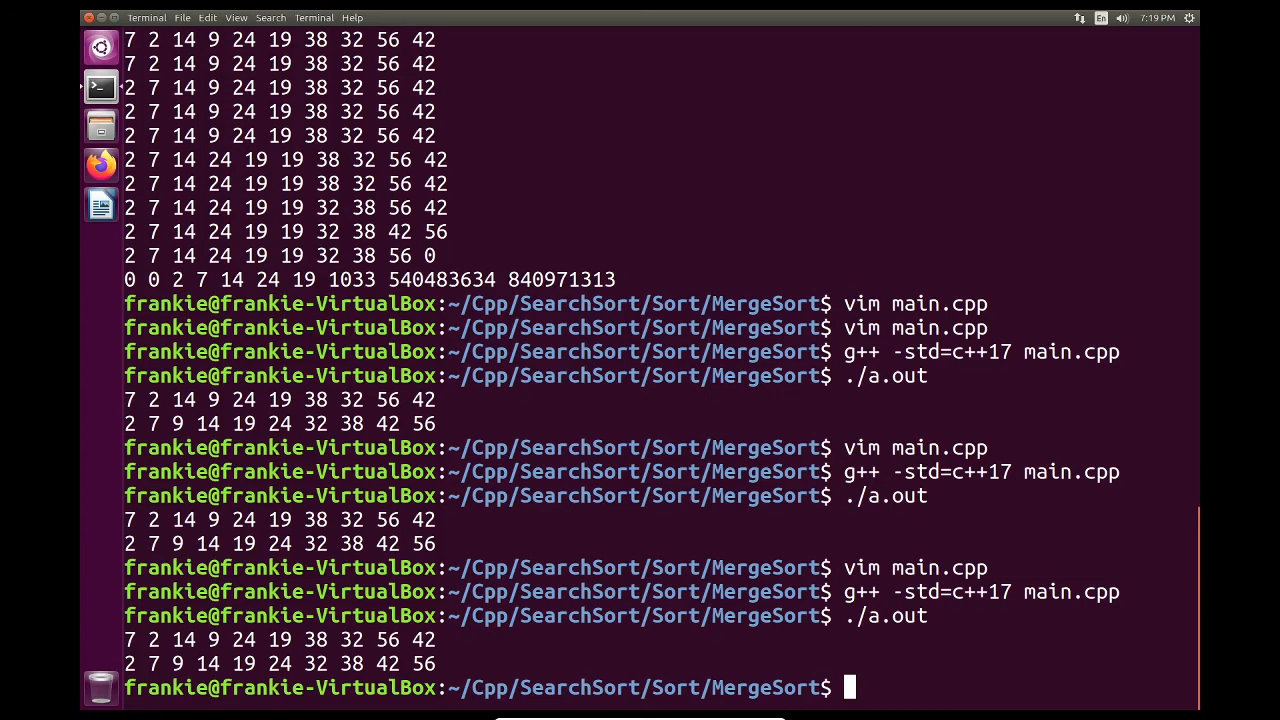 Terminal File Edit View Search Terminal Help En 7:19 PM
7 2 14 9 24 19 38 32 56 42
7 2 14 9 24 19 38 32 56 42
2 7 14 9 24 19 38 32 56 42
2 7 14 9 24 19 38 32 56 42
2 7 14 9 24 19 38 32 56 42
2 7 14 24 19 19 38 32 56 42
2 7 14 24 19 19 38 32 56 42
2 7 14 24 19 19 32 38 56 42
2 7 14 24 19 19 32 38 42 56
2 7 14 24 19 19 32 38 56 0
0 0 2 7 14 24 19 1033 540483634 840971313
frankie@frankie-VirtualBox:~/Cpp/SearchSort/Sort/MergeSort$ vim main.cpp
frankie@frankie-VirtualBox:~/Cpp/SearchSort/Sort/MergeSort$ vim main.cpp
frankie@frankie-VirtualBox:~/Cpp/SearchSort/Sort/MergeSort$ g++ -std=c++17 main.cpp
frankie@frankie-VirtualBox:~/Cpp/SearchSort/Sort/MergeSort$ ./a.out
7 2 14 9 24 19 38 32 56 42
2 7 9 14 19 24 32 38 42 56
frankie@frankie-VirtualBox:~/Cpp/SearchSort/Sort/MergeSort$ vim main.cpp
frankie@frankie-VirtualBox:~/Cpp/SearchSort/Sort/MergeSort$ g++ -std=c++17 main.cpp
frankie@frankie-VirtualBox:~/Cpp/SearchSort/Sort/MergeSort$ ./a.out
7 2 14 9 24 19 38 32 56 42
2 7 9 14 19 24 32 38 42 56
frankie@frankie-VirtualBox:~/Cpp/SearchSort/Sort/MergeSort$ vim main.cpp
frankie@frankie-VirtualBox:~/Cpp/SearchSort/Sort/MergeSort$ g++ -std=c++17 main.cpp
frankie@frankie-VirtualBox:~/Cpp/SearchSort/Sort/MergeSort$ ./a.out
7 2 14 9 24 19 38 32 56 42
2 7 9 14 19 24 32 38 42 56
frankie@frankie-VirtualBox:~/Cpp/SearchSort/Sort/MergeSort$